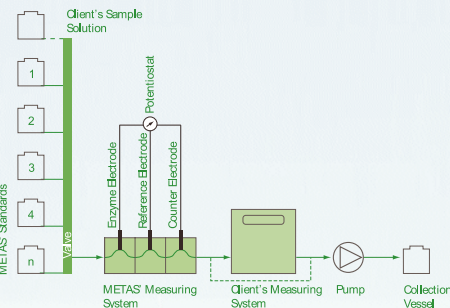 Client's Sample
Solution
1
2
3
4
n
METAS' Standards
Valve
Enzyme Electrode
Reference Electrode
Counter Electrode
Potentiostat
METAS' Measuring
System
Client's Measuring
System
Pump
Collection
Vessel